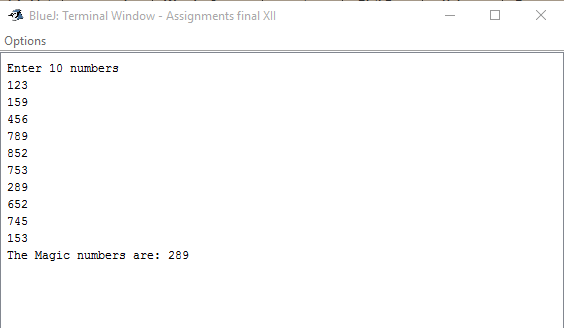 BlueJ: Terminal Window - Assignments final XII
Options
Enter 10 numbers
123
159
456
789
852
753
289
652
745
153
The Magic numbers are: 289